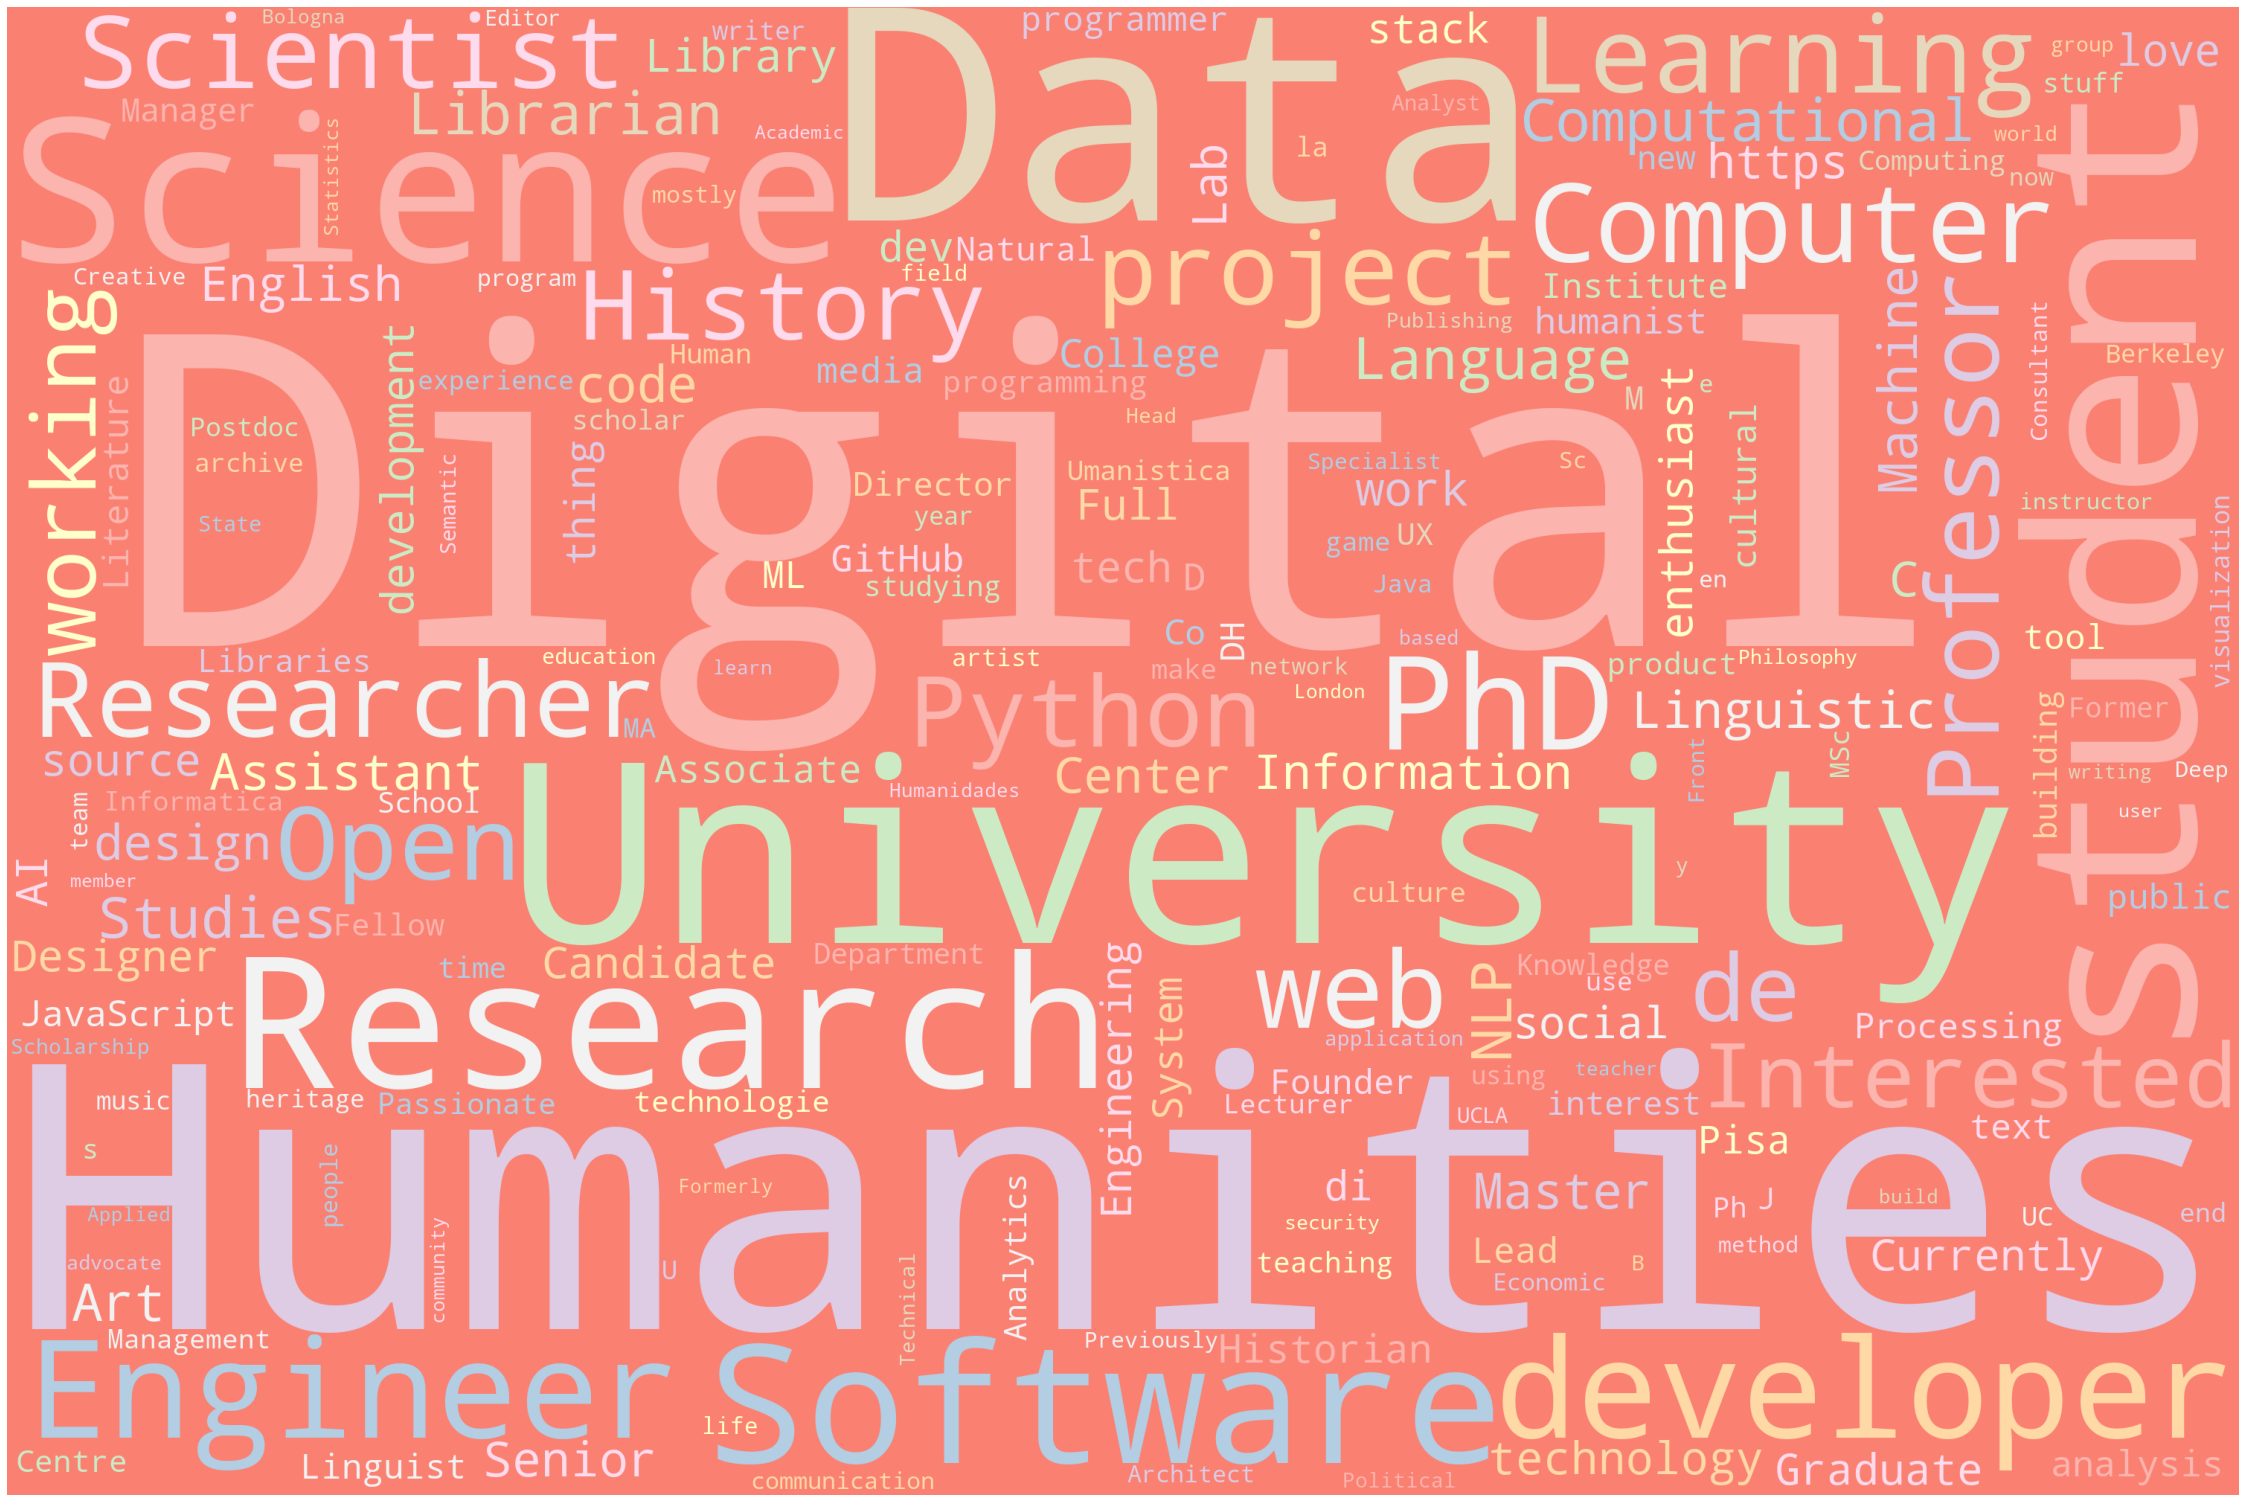 Bologna
Editor
Scientist
writer
Library
Data
programmer
stack
Learning
group
love
stuff
Manager
Librarian
Academic
Analyst
Computational
world
Science
Statistics
mostly
Lab
la
new
https
Computing
now
student
Computer
Creative
English
program
History
dev
Natural
field
project
Institute
Publishing
humanist
Professor
Machine
Consultant
Berkeley
working
Digital
development
experience
Human
code
scholar
media
College
programming
Language
M
e
enthusiast
cultural
Literature
Postdoc
archive
State
Semantic
thing
Head
Director
year
Umanistica
Full
Specialist
work
Sc
game
UX
GitHub
ML
studying
tech
D
Java
en
C
instructor
visualization
Libraries
education
learn
artist
Co
DH
make
network
based
London
product
Philosophy
tool
Researcher
MA
Python
PhD
Linguistic
Former
building
source
Assistant
Associate
Humanidades
Center
Information
Front
MSc
writing
Deep
user
Informatica
School
team
design
Open
University
AI
member
y
culture
public
Studies
Fellow
Designer
time
Candidate
Department
Engineering
System
web
NLP
Knowledge
use
de
JavaScript
Research
social
Processing
Scholarship
application
Humanities
music
heritage
Passionate
technologie
Founder
Lecturer
using
teacher
UCLA
interest
Interested
text
Pisa
s
people
Applied
advocate
Art
community
Formerly
U
Technical
Analytics
di
security
teaching
Master
Lead
Economic
B
Ph
J
method
build
UC
Currently
end
Management
Engineer
Software
Previously
Historian
developer
life
Centre
Linguist
Senior
communication
Architect
Political
technology
Graduate
analysis